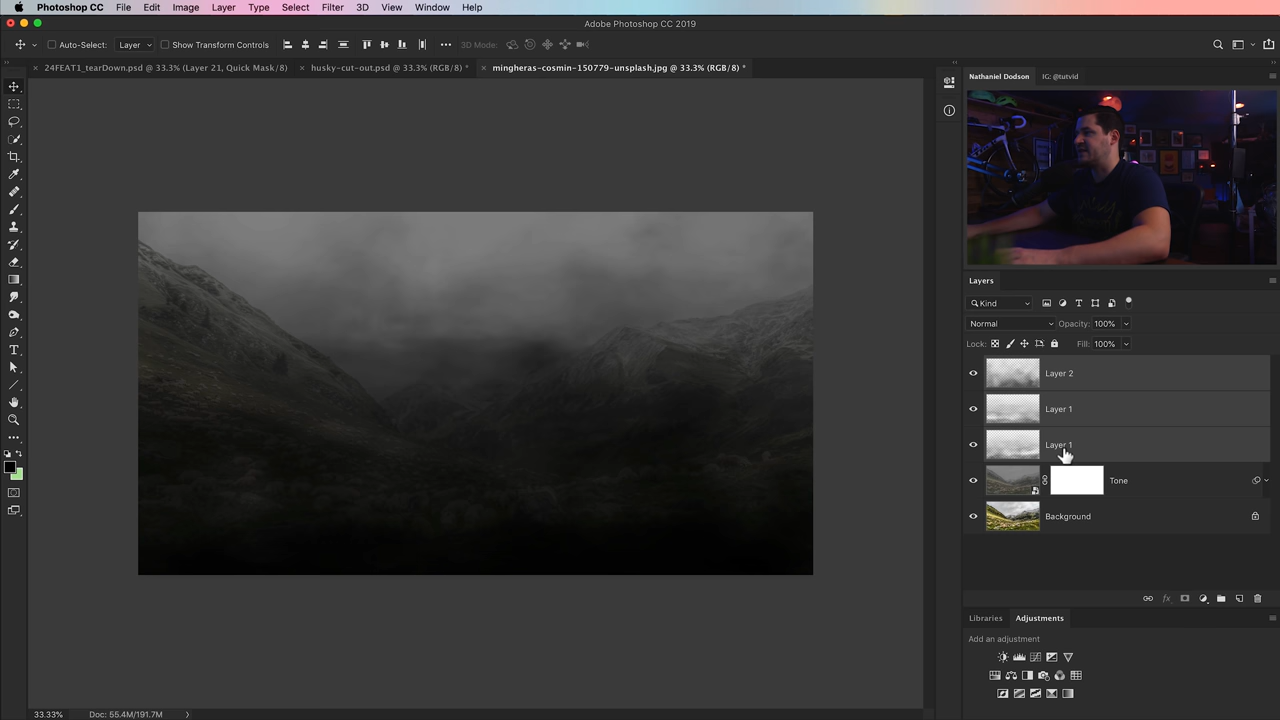 Photoshop CC File Edit Image Layer Type Select Filter 3D View Window Help
Adobe Photoshop CC 2019
Auto-Select: Layer Show Transform Controls 3D Mode:
24FEAT1_tearDown.psd @ 33.3% (Layer 21, Quick Mask/8)
husky-cut-out.psd @ 33.3% (RGB/8) *
mingheras-cosmin-150779-unsplash.jpg @ 33.3% (RGB/8) *
Nathaniel Dodson IG: @tutvid
Layers
Kind
Normal Opacity: 100%
Lock: Fill: 100%
Layer 2
Layer 1
Layer 1
Tone
Background
fx
Libraries Adjustments
Add an adjustment
33.33% Doc: 55.4M/191.7M